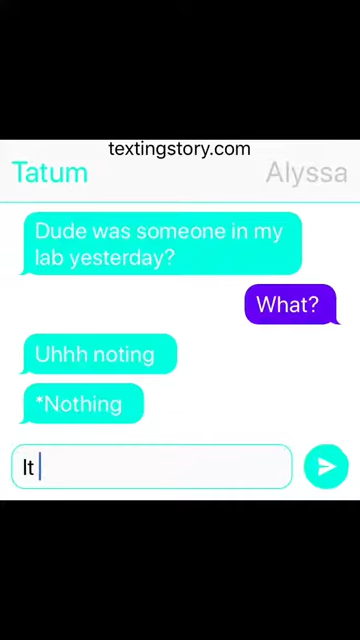 textingstory.com
Tatum Alyssa
Dude was someone in my
lab yesterday?
What?
Uhhh noting
*Nothing
It